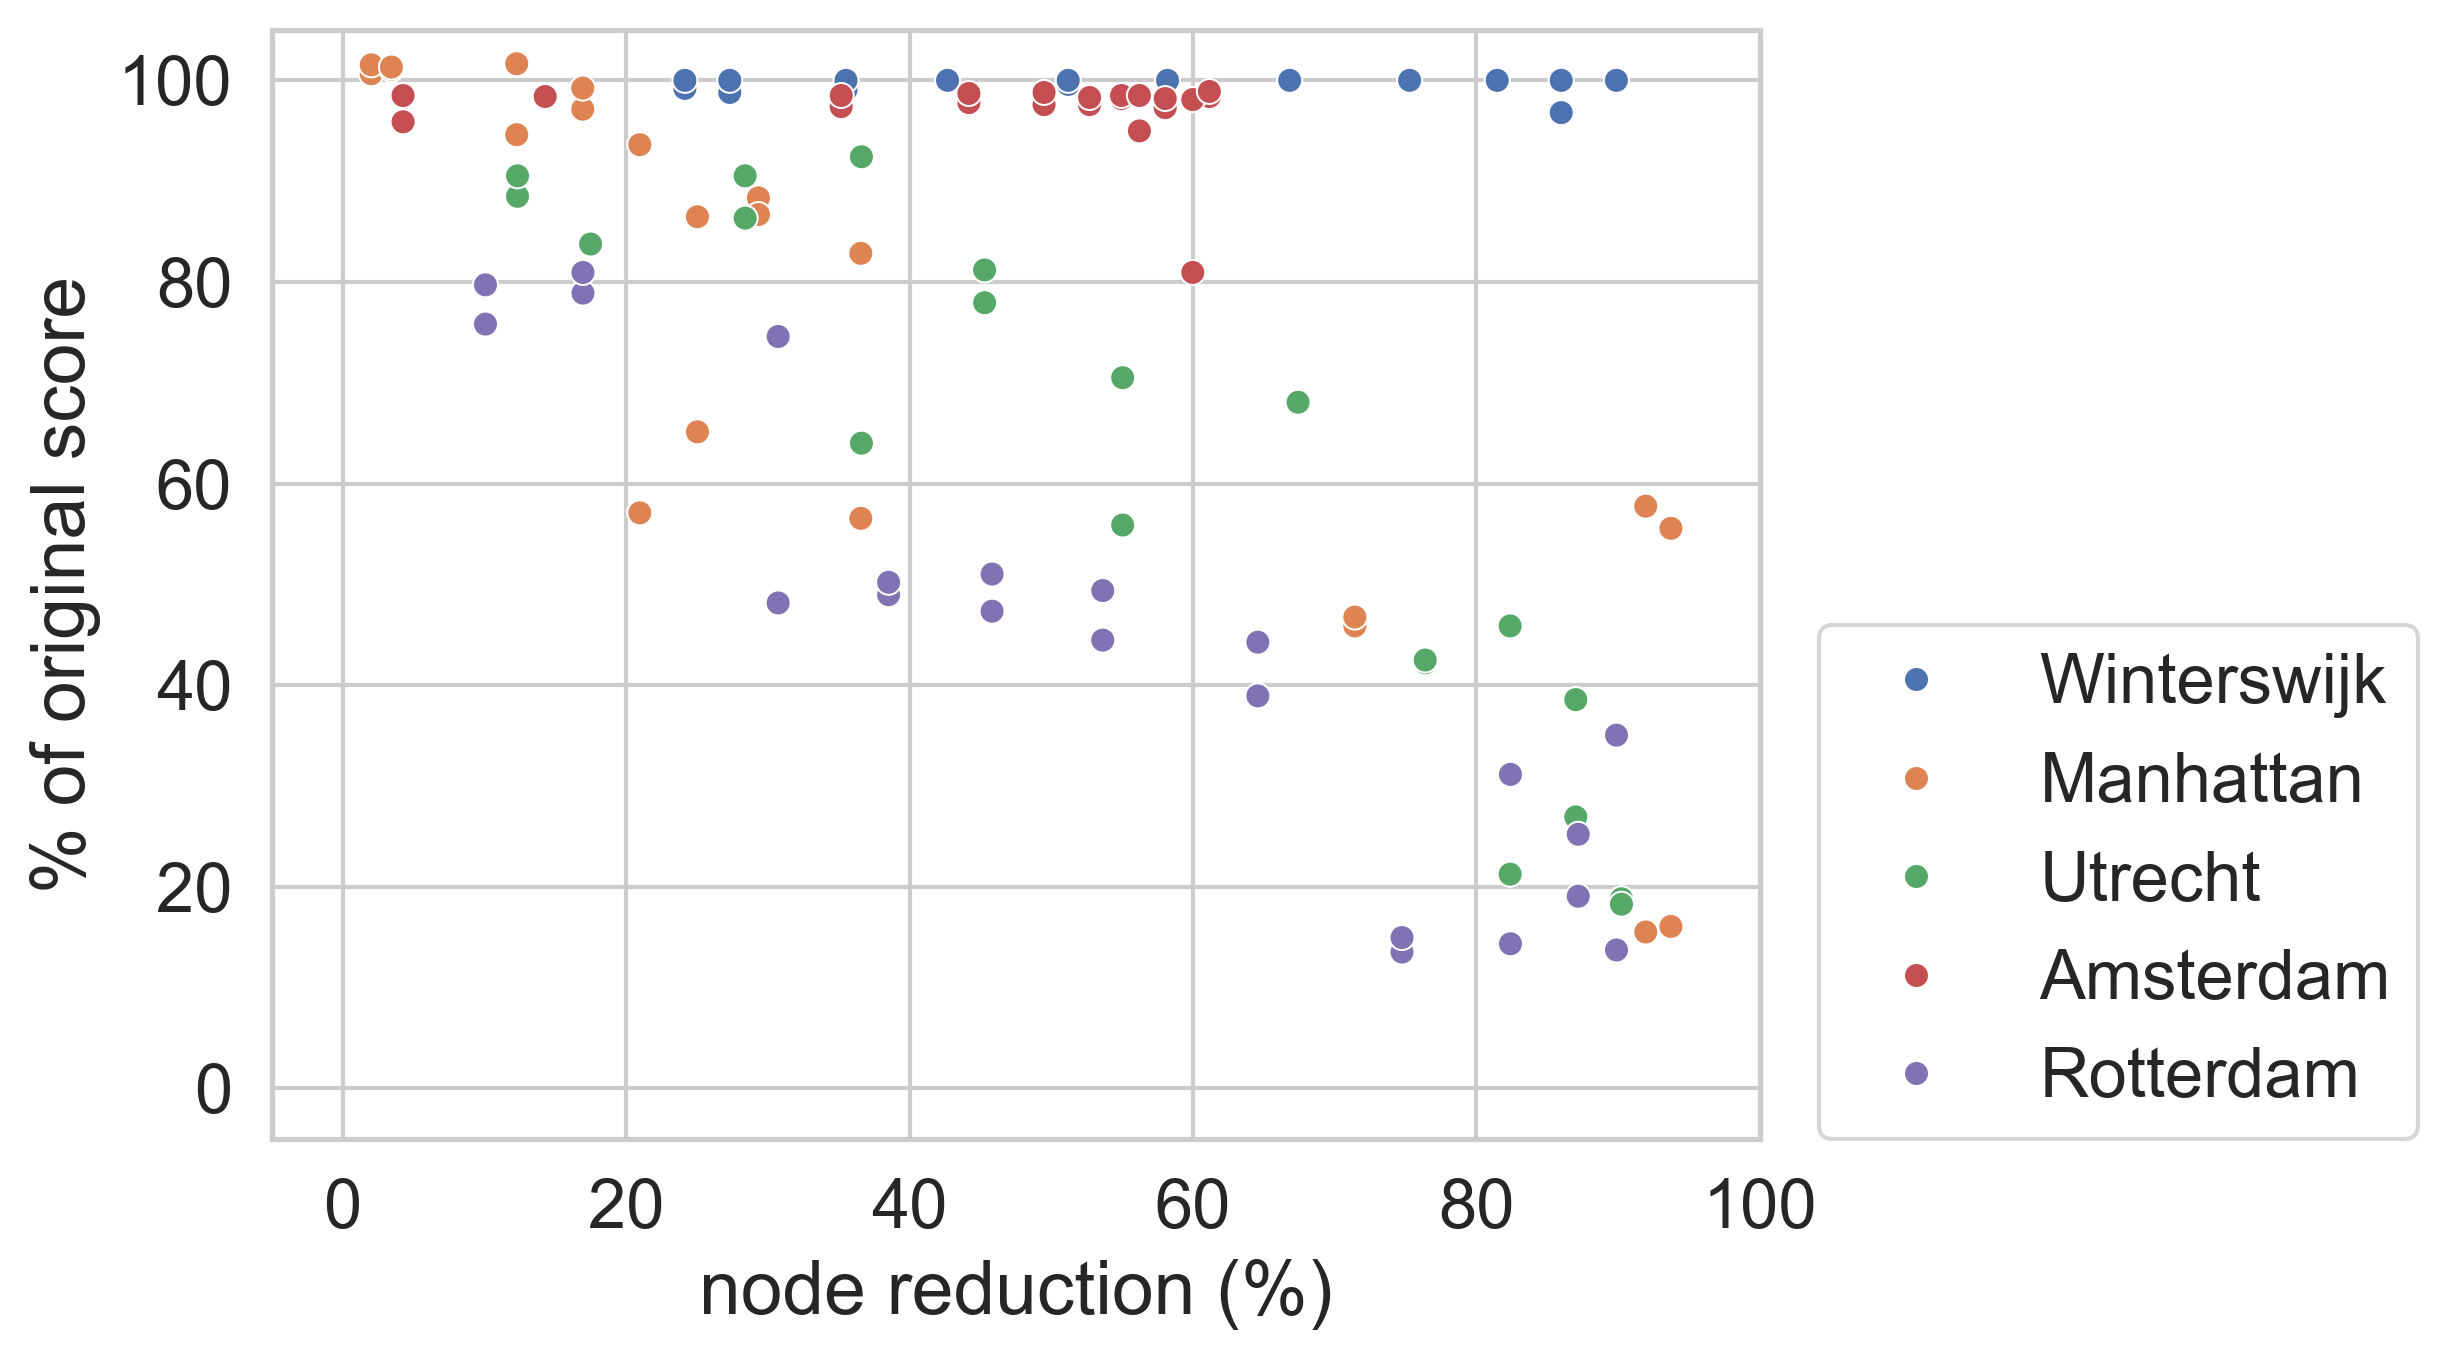 100
80
60
40
20
0
% of original score
0 20 40 60 80 100
node reduction (%)
Winterswijk
Manhattan
Utrecht
Amsterdam
Rotterdam